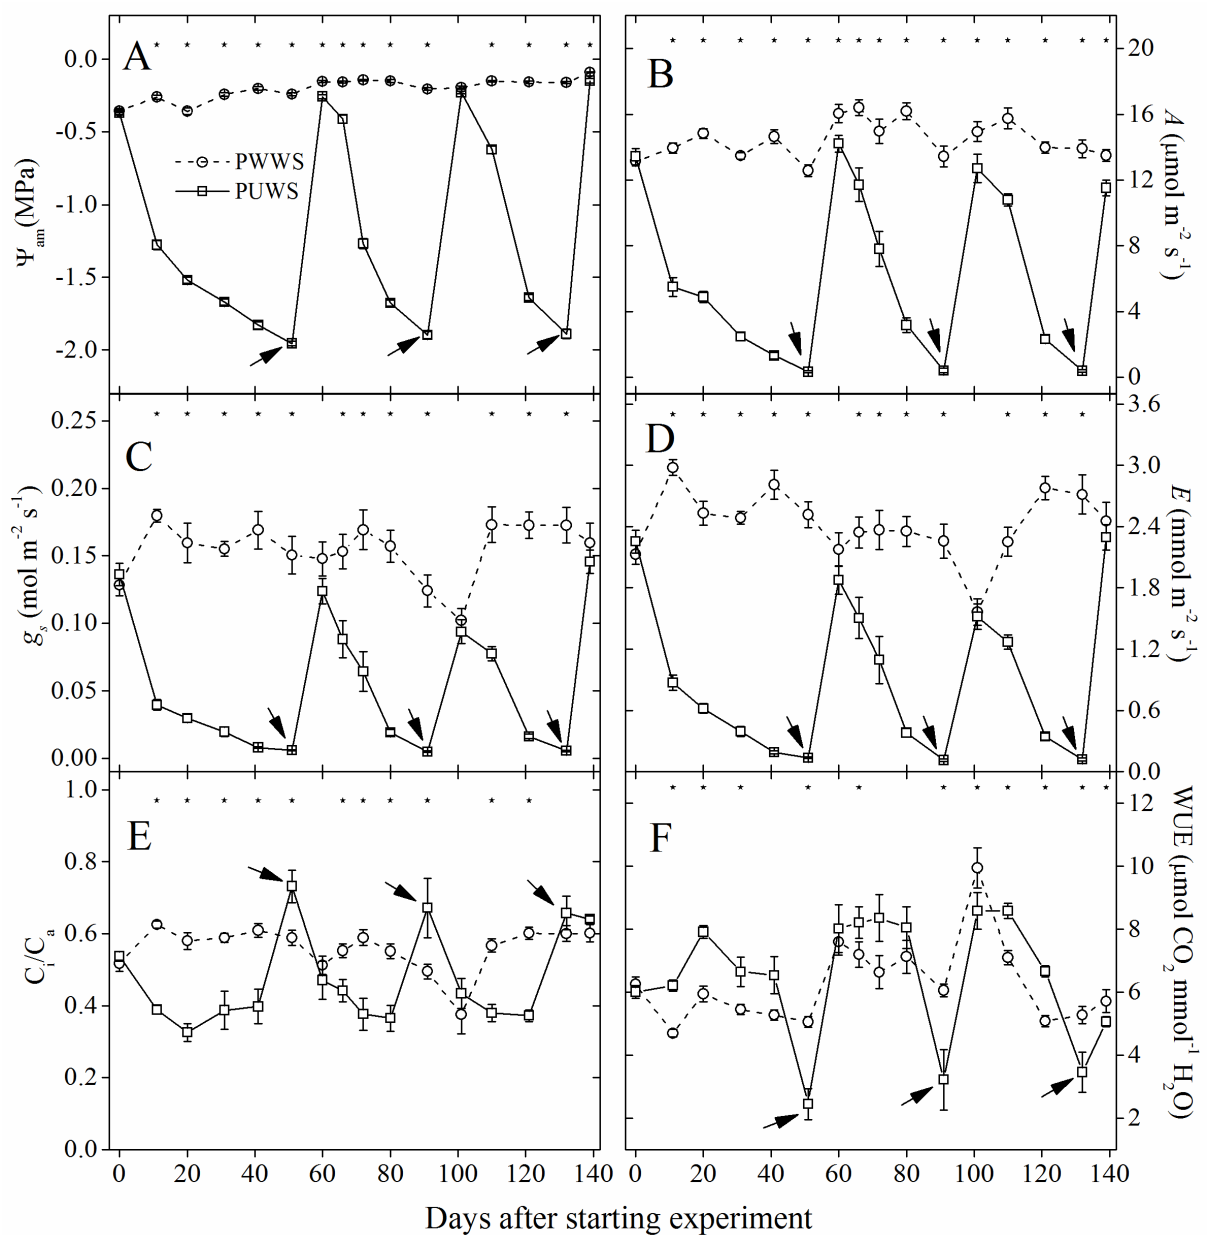 A
0.0
-0.5
-1.0
-1.5
-2.0
Ψam (MPa)
PWWS
PUWS
B
20
16
12
8
4
0
A (μmol m-2 s-1)
C
0.25
0.20
0.15
0.10
0.05
0.00
gs (mol m-2 s-1)
D
3.6
3.0
2.4
1.8
1.2
0.6
0.0
E (mmol m-2 s-1)
E
1.0
0.8
0.6
0.4
0.2
0.0
Ci/Ca
0 20 40 60 80 100 120 140
F
12
10
8
6
4
2
WUE (μmol CO2 mmol-1 H2O)
0 20 40 60 80 100 120 140
Days after starting experiment